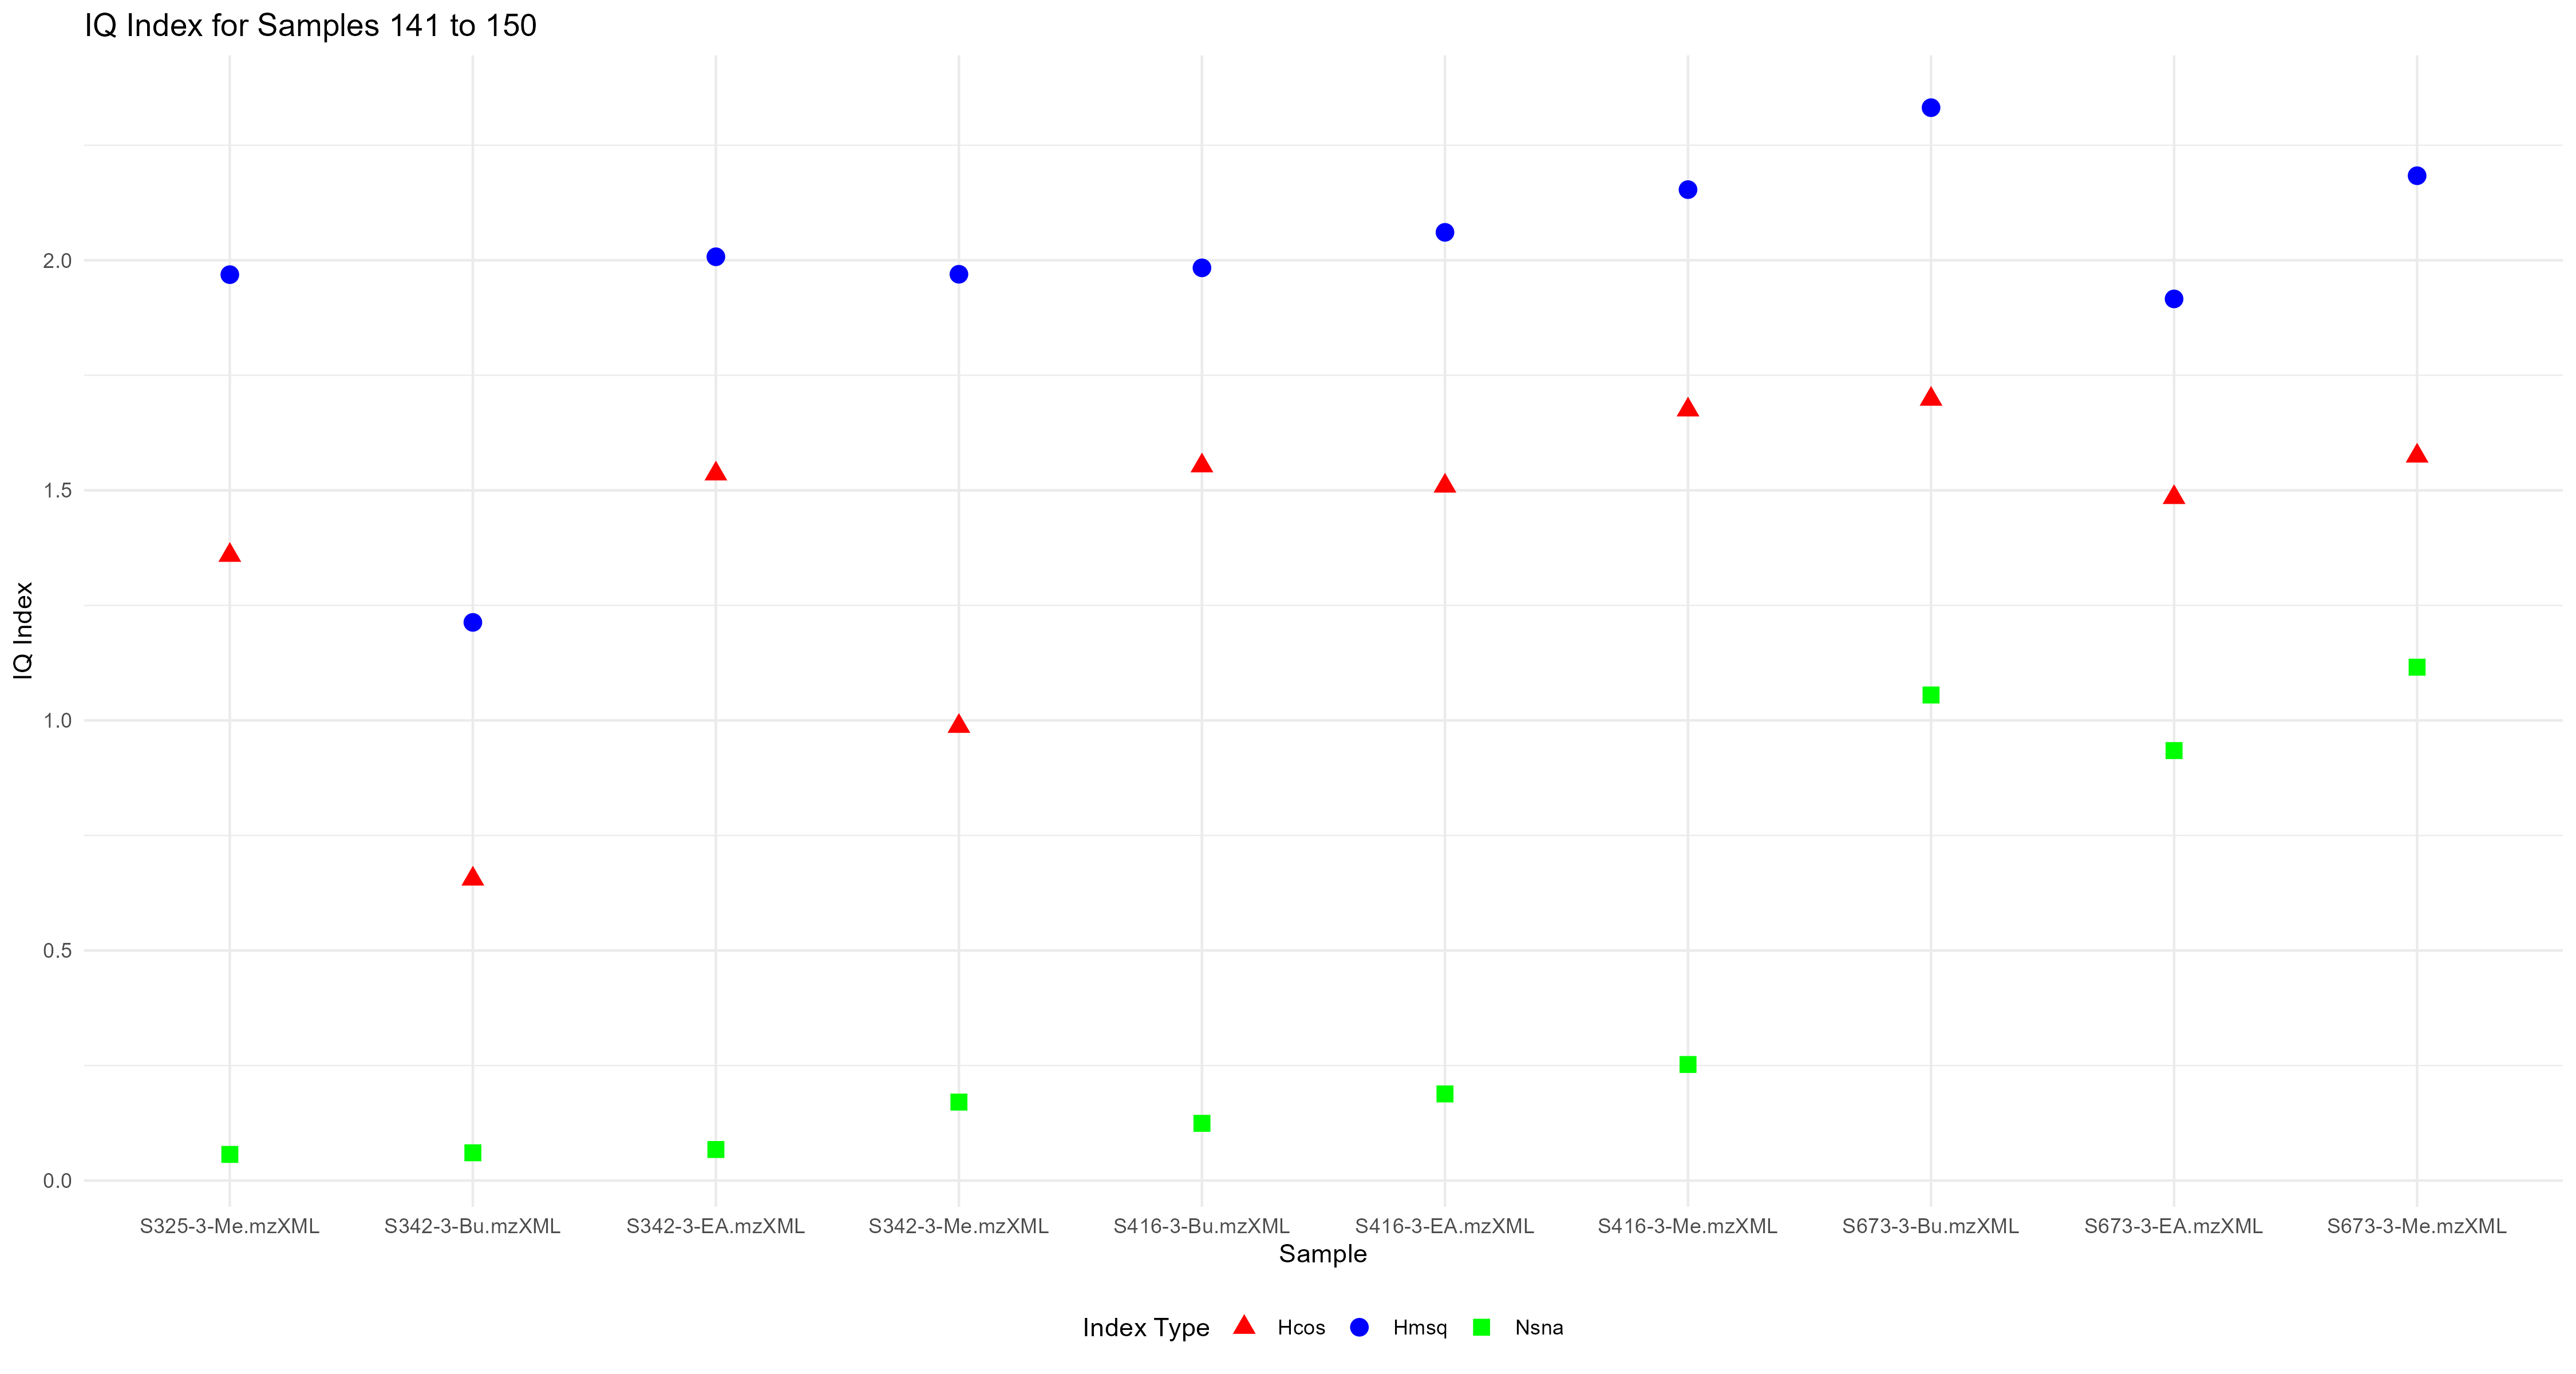 IQ Index for Samples 141 to 150
IQ Index
2.0
1.5
1.0
0.5
0.0
S325-3-Me.mzXML S342-3-Bu.mzXML S342-3-EA.mzXML S342-3-Me.mzXML S416-3-Bu.mzXML S416-3-EA.mzXML S416-3-Me.mzXML S673-3-Bu.mzXML S673-3-EA.mzXML S673-3-Me.mzXML
Sample
Index Type Hcos Hmsq Nsna